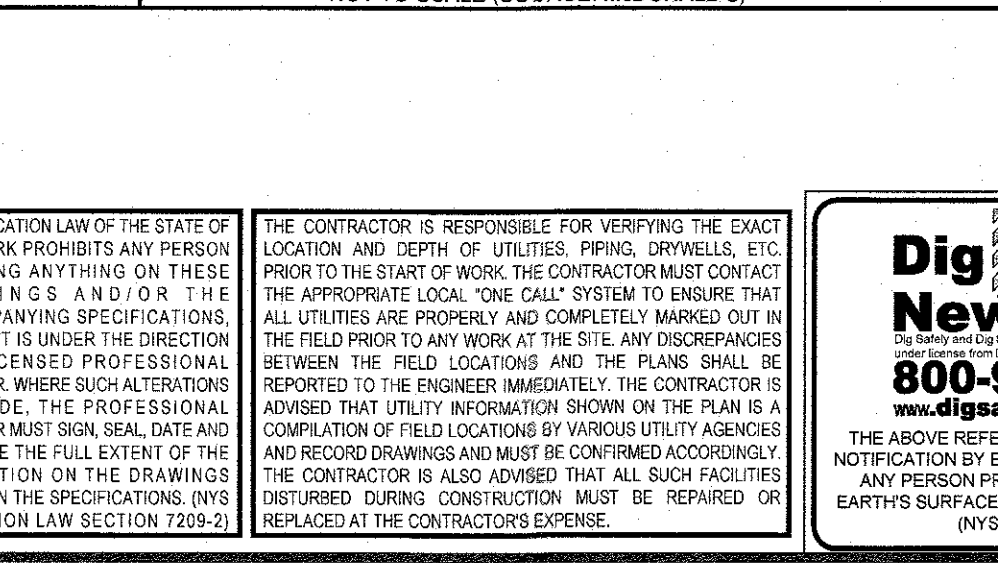 CATION LAW OF THE STATE OF
RK PROHIBITS ANY PERSON
NG ANYTHING ON THESE
INGS AND/OR THE
PANYING SPECIFICATIONS,
T IS UNDER THE DIRECTION
CENSED PROFESSIONAL
R. WHERE SUCH ALTERATIONS
DE, THE PROFESSIONAL
R MUST SIGN, SEAL, DATE AND
E THE FULL EXTENT OF THE
TION ON THE DRAWINGS
N THE SPECIFICATIONS. (NYS
ION LAW SECTION 7209-2)
THE CONTRACTOR IS RESPONSIBLE FOR VERIFYING THE EXACT
LOCATION AND DEPTH OF UTILITIES, PIPING, DRYWELLS, ETC.
PRIOR TO THE START OF WORK. THE CONTRACTOR MUST CONTACT
THE APPROPRIATE LOCAL "ONE CALL" SYSTEM TO ENSURE THAT
ALL UTILITIES ARE PROPERLY AND COMPLETELY MARKED OUT IN
THE FIELD PRIOR TO ANY WORK AT THE SITE. ANY DISCREPANCIES
BETWEEN THE FIELD LOCATIONS AND THE PLANS SHALL BE
REPORTED TO THE ENGINEER IMMEDIATELY. THE CONTRACTOR IS
ADVISED THAT UTILITY INFORMATION SHOWN ON THE PLAN IS A
COMPILATION OF FIELD LOCATIONS BY VARIOUS UTILITY AGENCIES
AND RECORD DRAWINGS AND MUST BE CONFIRMED ACCORDINGLY.
THE CONTRACTOR IS ALSO ADVISED THAT ALL SUCH FACILITIES
DISTURBED DURING CONSTRUCTION MUST BE REPAIRED OR
REPLACED AT THE CONTRACTOR'S EXPENSE.
Dig
New
Dig Safely and Dig
under license from
800-9
www.digsa
THE ABOVE REFE
NOTIFICATION BY E
ANY PERSON PR
EARTH'S SURFACE
(NYS